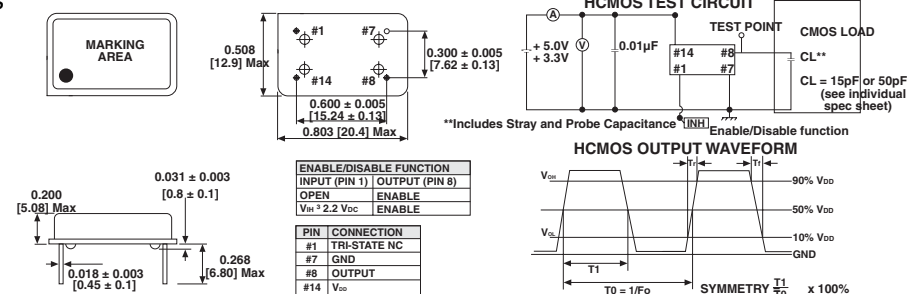 HCMOS TEST CIRCUIT
MARKING
AREA
0.508
[12.9] Max
#1
#7
#14
#8
0.300 ± 0.005
[7.62 ± 0.13]
0.600 ± 0.005
[15.24 ± 0.13]
0.803 [20.4] Max
A
+ 5.0V
+ 3.3V
V
0.01µF
TEST POINT
#14
#8
#1
#7
CMOS LOAD
CL**
CL = 15pF or 50pF
(see individual
spec sheet)
**Includes Stray and Probe Capacitance
INH
Enable/Disable function
HCMOS OUTPUT WAVEFORM
0.200
[5.08] Max
0.031 ± 0.003
[0.8 ± 0.1]
0.018 ± 0.003
[0.45 ± 0.1]
0.268
[6.80] Max
ENABLE/DISABLE FUNCTION
INPUT (PIN 1) OUTPUT (PIN 8)
OPEN ENABLE
VIH ³ 2.2 VDC ENABLE
PIN CONNECTION
#1 TRI-STATE NC
#7 GND
#8 OUTPUT
#14 VDD
Tr
Tf
VOH
90% VDD
50% VDD
VOL
10% VDD
GND
T1
T0 = 1/Fo
SYMMETRY T1
T0 x 100%